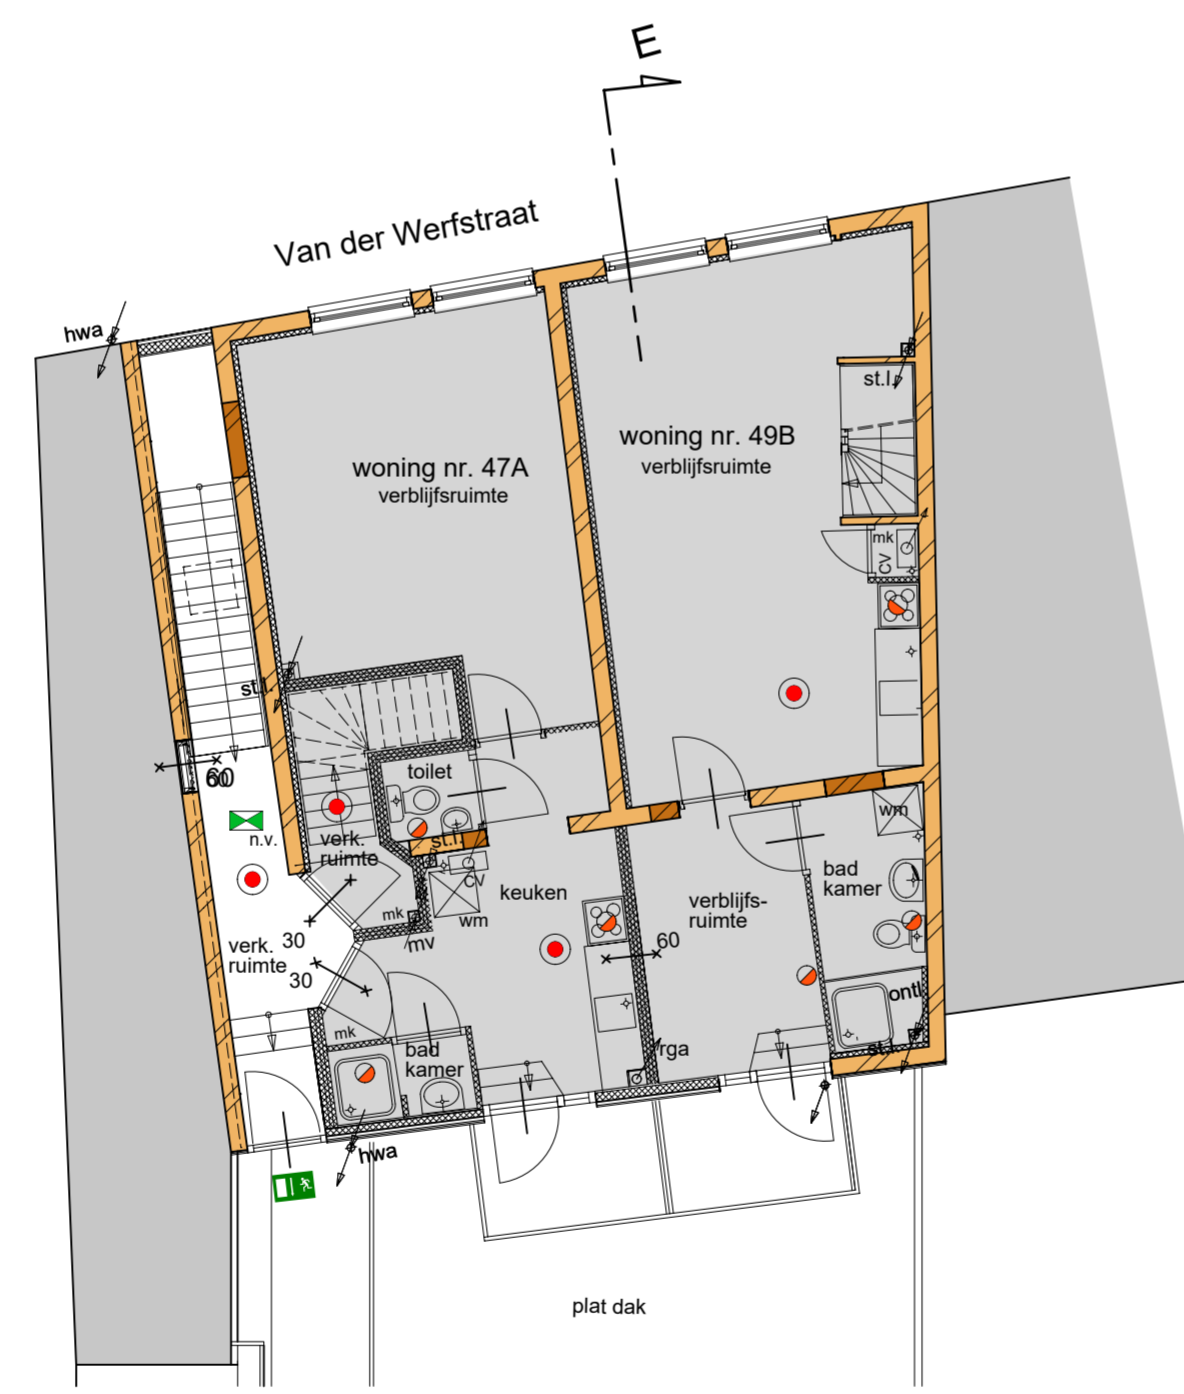 E
Van der Werfstraat
hwa
st.l.
woning nr. 49B
verblijfsruimte
woning nr. 47A
verblijfsruimte
mk
CV
st.l.
60
60
toilet
n.v.
verk.
ruimte
st.l.
CV
wm
bad
kamer
keuken
verblijfs-
ruimte
mk
wm
mv
verk.
ruimte
30
30
60
ontl
mk
bad
kamer
rga
st.l.
hwa
plat dak